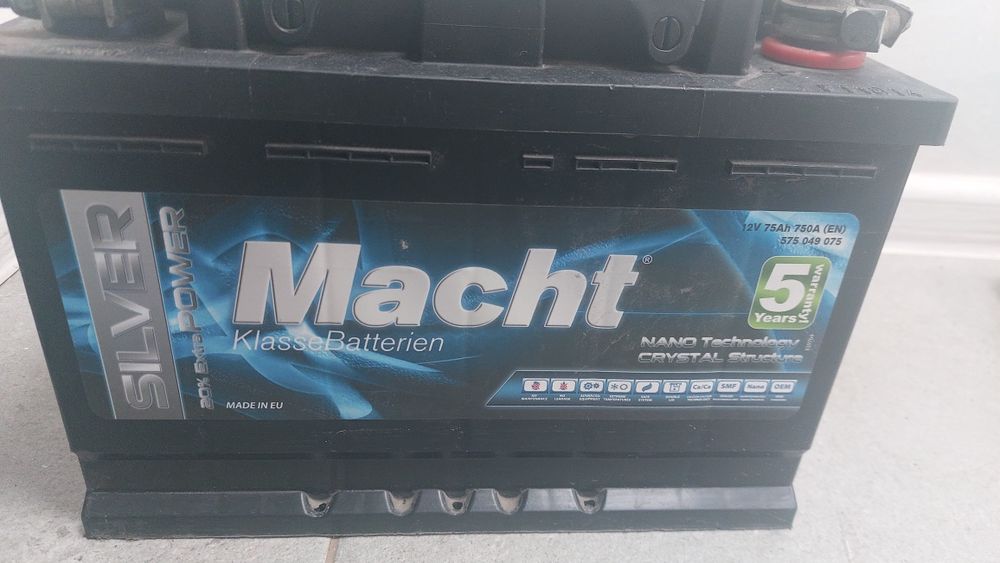 SILVER
20% Extra POWER
Macht®
KlasseBatterien
MADE IN EU
12V 75Ah 750A (EN)
575 049 075
5
Years
warranty!
NANO Technology
CRYSTAL Structure
Ca/Ca SMF Nano OEM